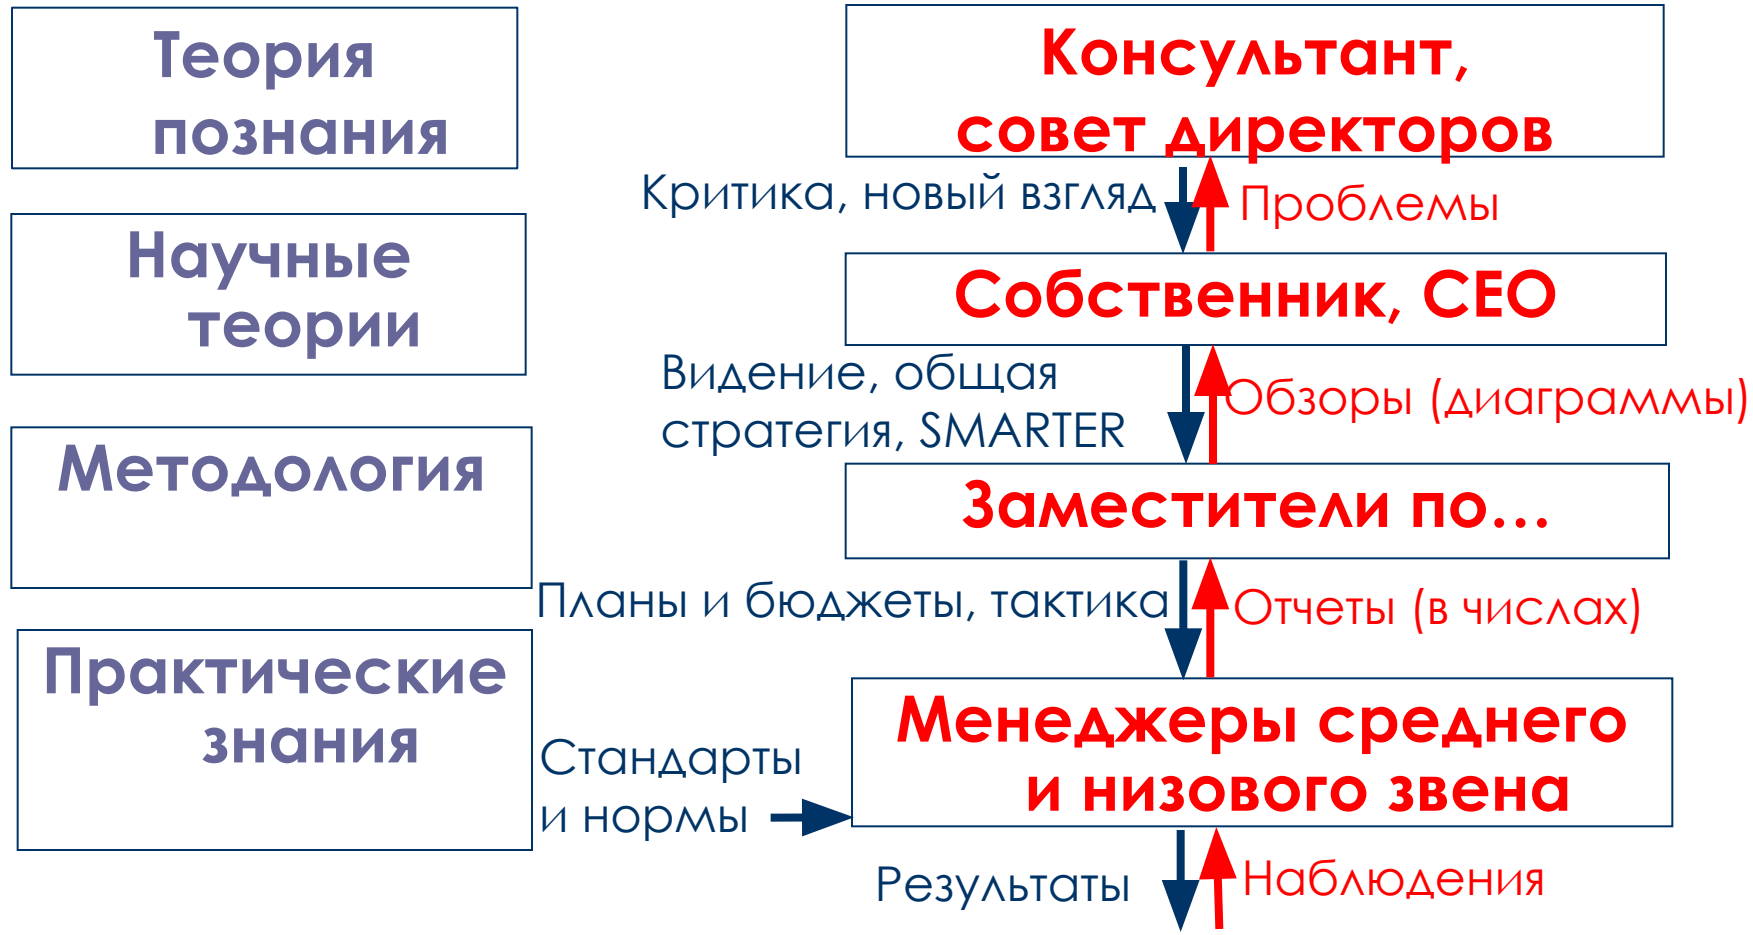 Теория
познания
Консультант,
совет директоров
Критика, новый взгляд
Проблемы
Научные
теории
Собственник, CEO
Видение, общая
стратегия, SMARTER
Обзоры (диаграммы)
Методология
Заместители по...
Планы и бюджеты, тактика
Отчеты (в числах)
Практические
знания
Менеджеры среднего
и низового звена
Стандарты
и нормы
Результаты
Наблюдения